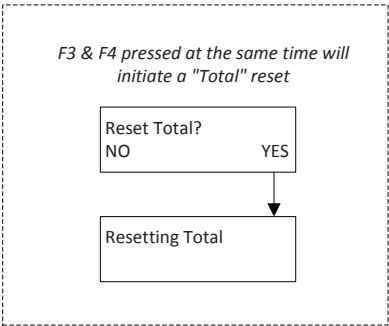 F3 & F4 pressed at the same time will
initiate a "Total" reset
Reset Total?
NO YES
Resetting Total